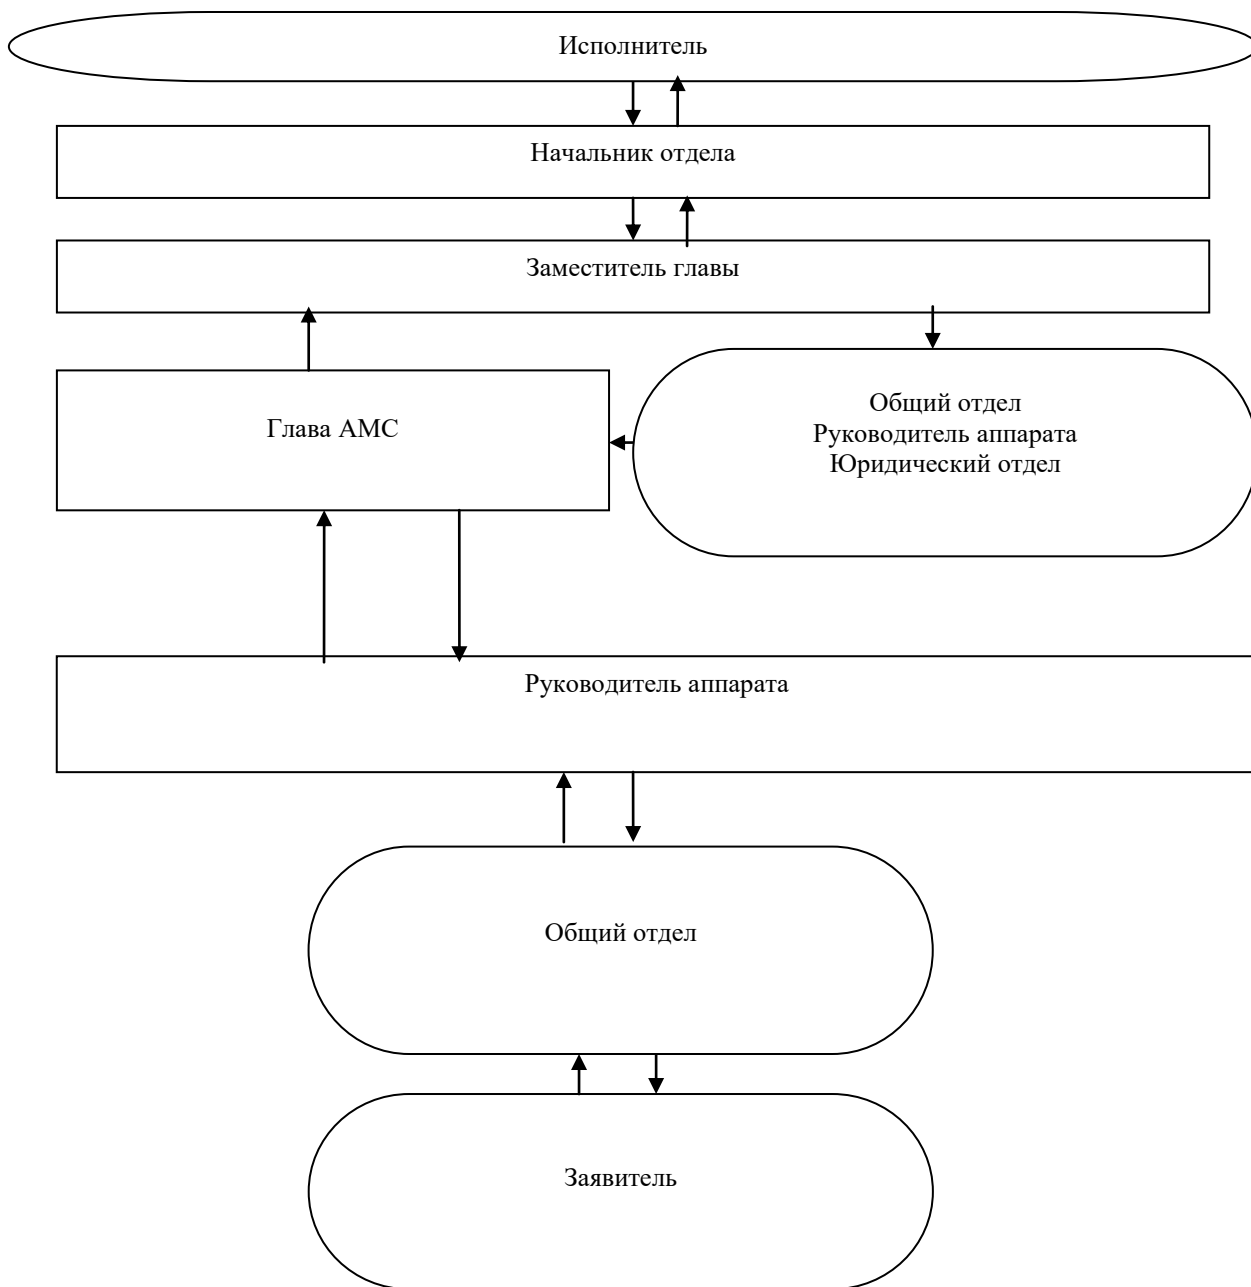 Исполнитель
Начальник отдела
Заместитель главы
Глава АМС
Общий отдел
Руководитель аппарата
Юридический отдел
Руководитель аппарата
Общий отдел
Заявитель